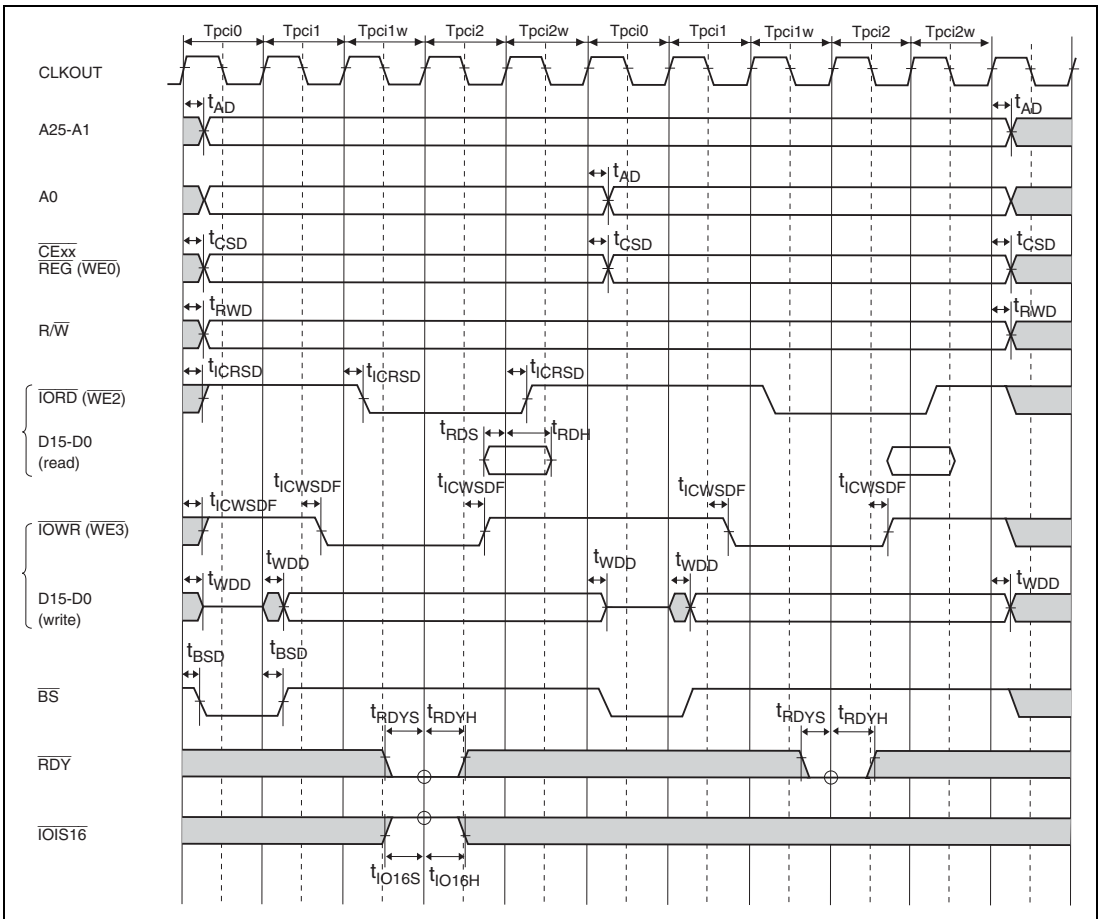 Tpci0 Tpci1 Tpci1w Tpci2 Tpci2w Tpci0 Tpci1 Tpci1w Tpci2 Tpci2w
CLKOUT
tAD tAD
A25-A1
tAD
A0
tCSD tCSD tCSD
CExx
REG (WE0)
tRWD tRWD
R/W
tICRSD tICRSD tICRSD
IORD (WE2)
tRDS tRDH
D15-D0
(read)
tICWSDF tICWSDF tICWSDF tICWSDF tICWSDF
IOWR (WE3)
tWDD tWDD tWDD tWDD tWDD
D15-D0
(write)
tBSD tBSD
BS
tRDYS tRDYH tRDYS tRDYH
RDY
IOIS16
tIO16S tIO16H